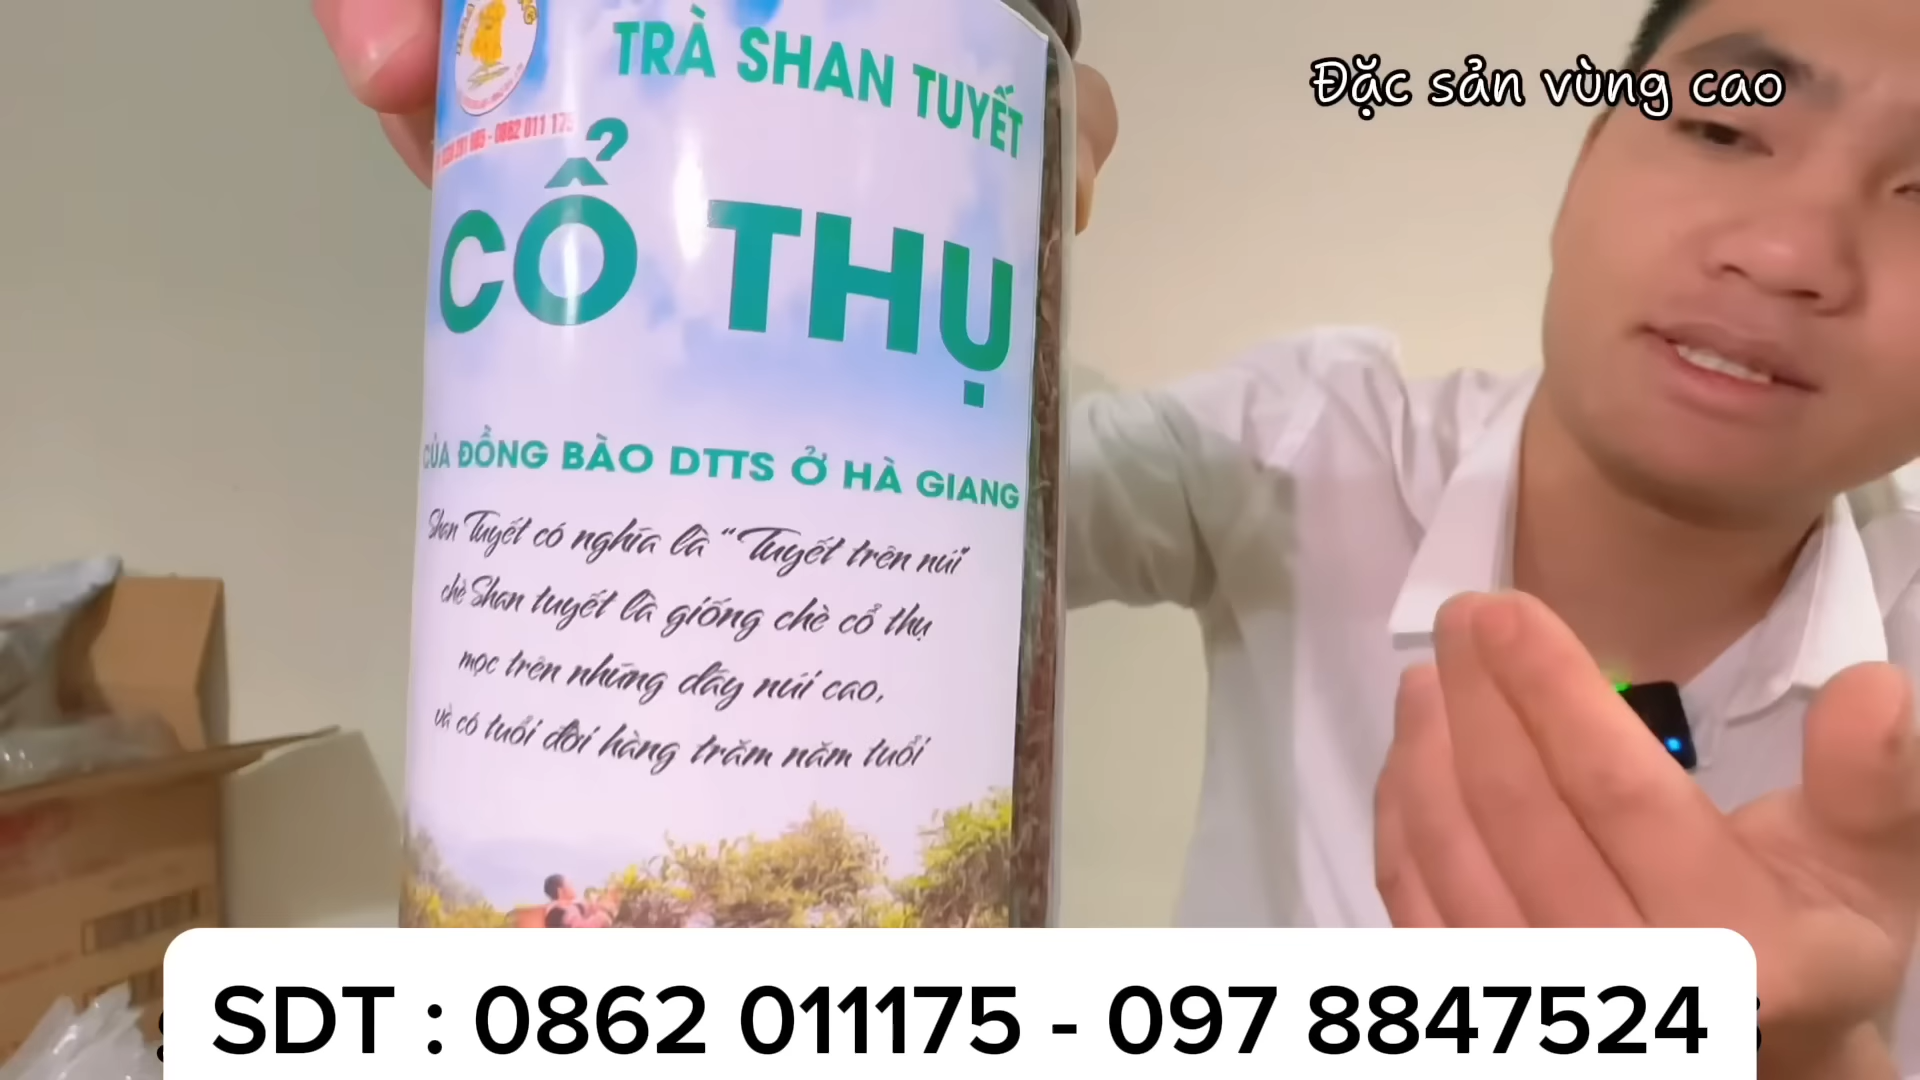 Đặc sản vùng cao
TRÀ SHAN TUYẾT
CỔ THỤ
CỦA ĐỒNG BÀO DTTS Ở HÀ GIANG
Shan Tuyết có nghĩa là “Tuyết trên núi”
chè Shan tuyết là giống chè cổ thụ
mọc trên những dãy núi cao,
và có tuổi đời hàng trăm năm tuổi
SDT : 0862 011175 - 097 8847524